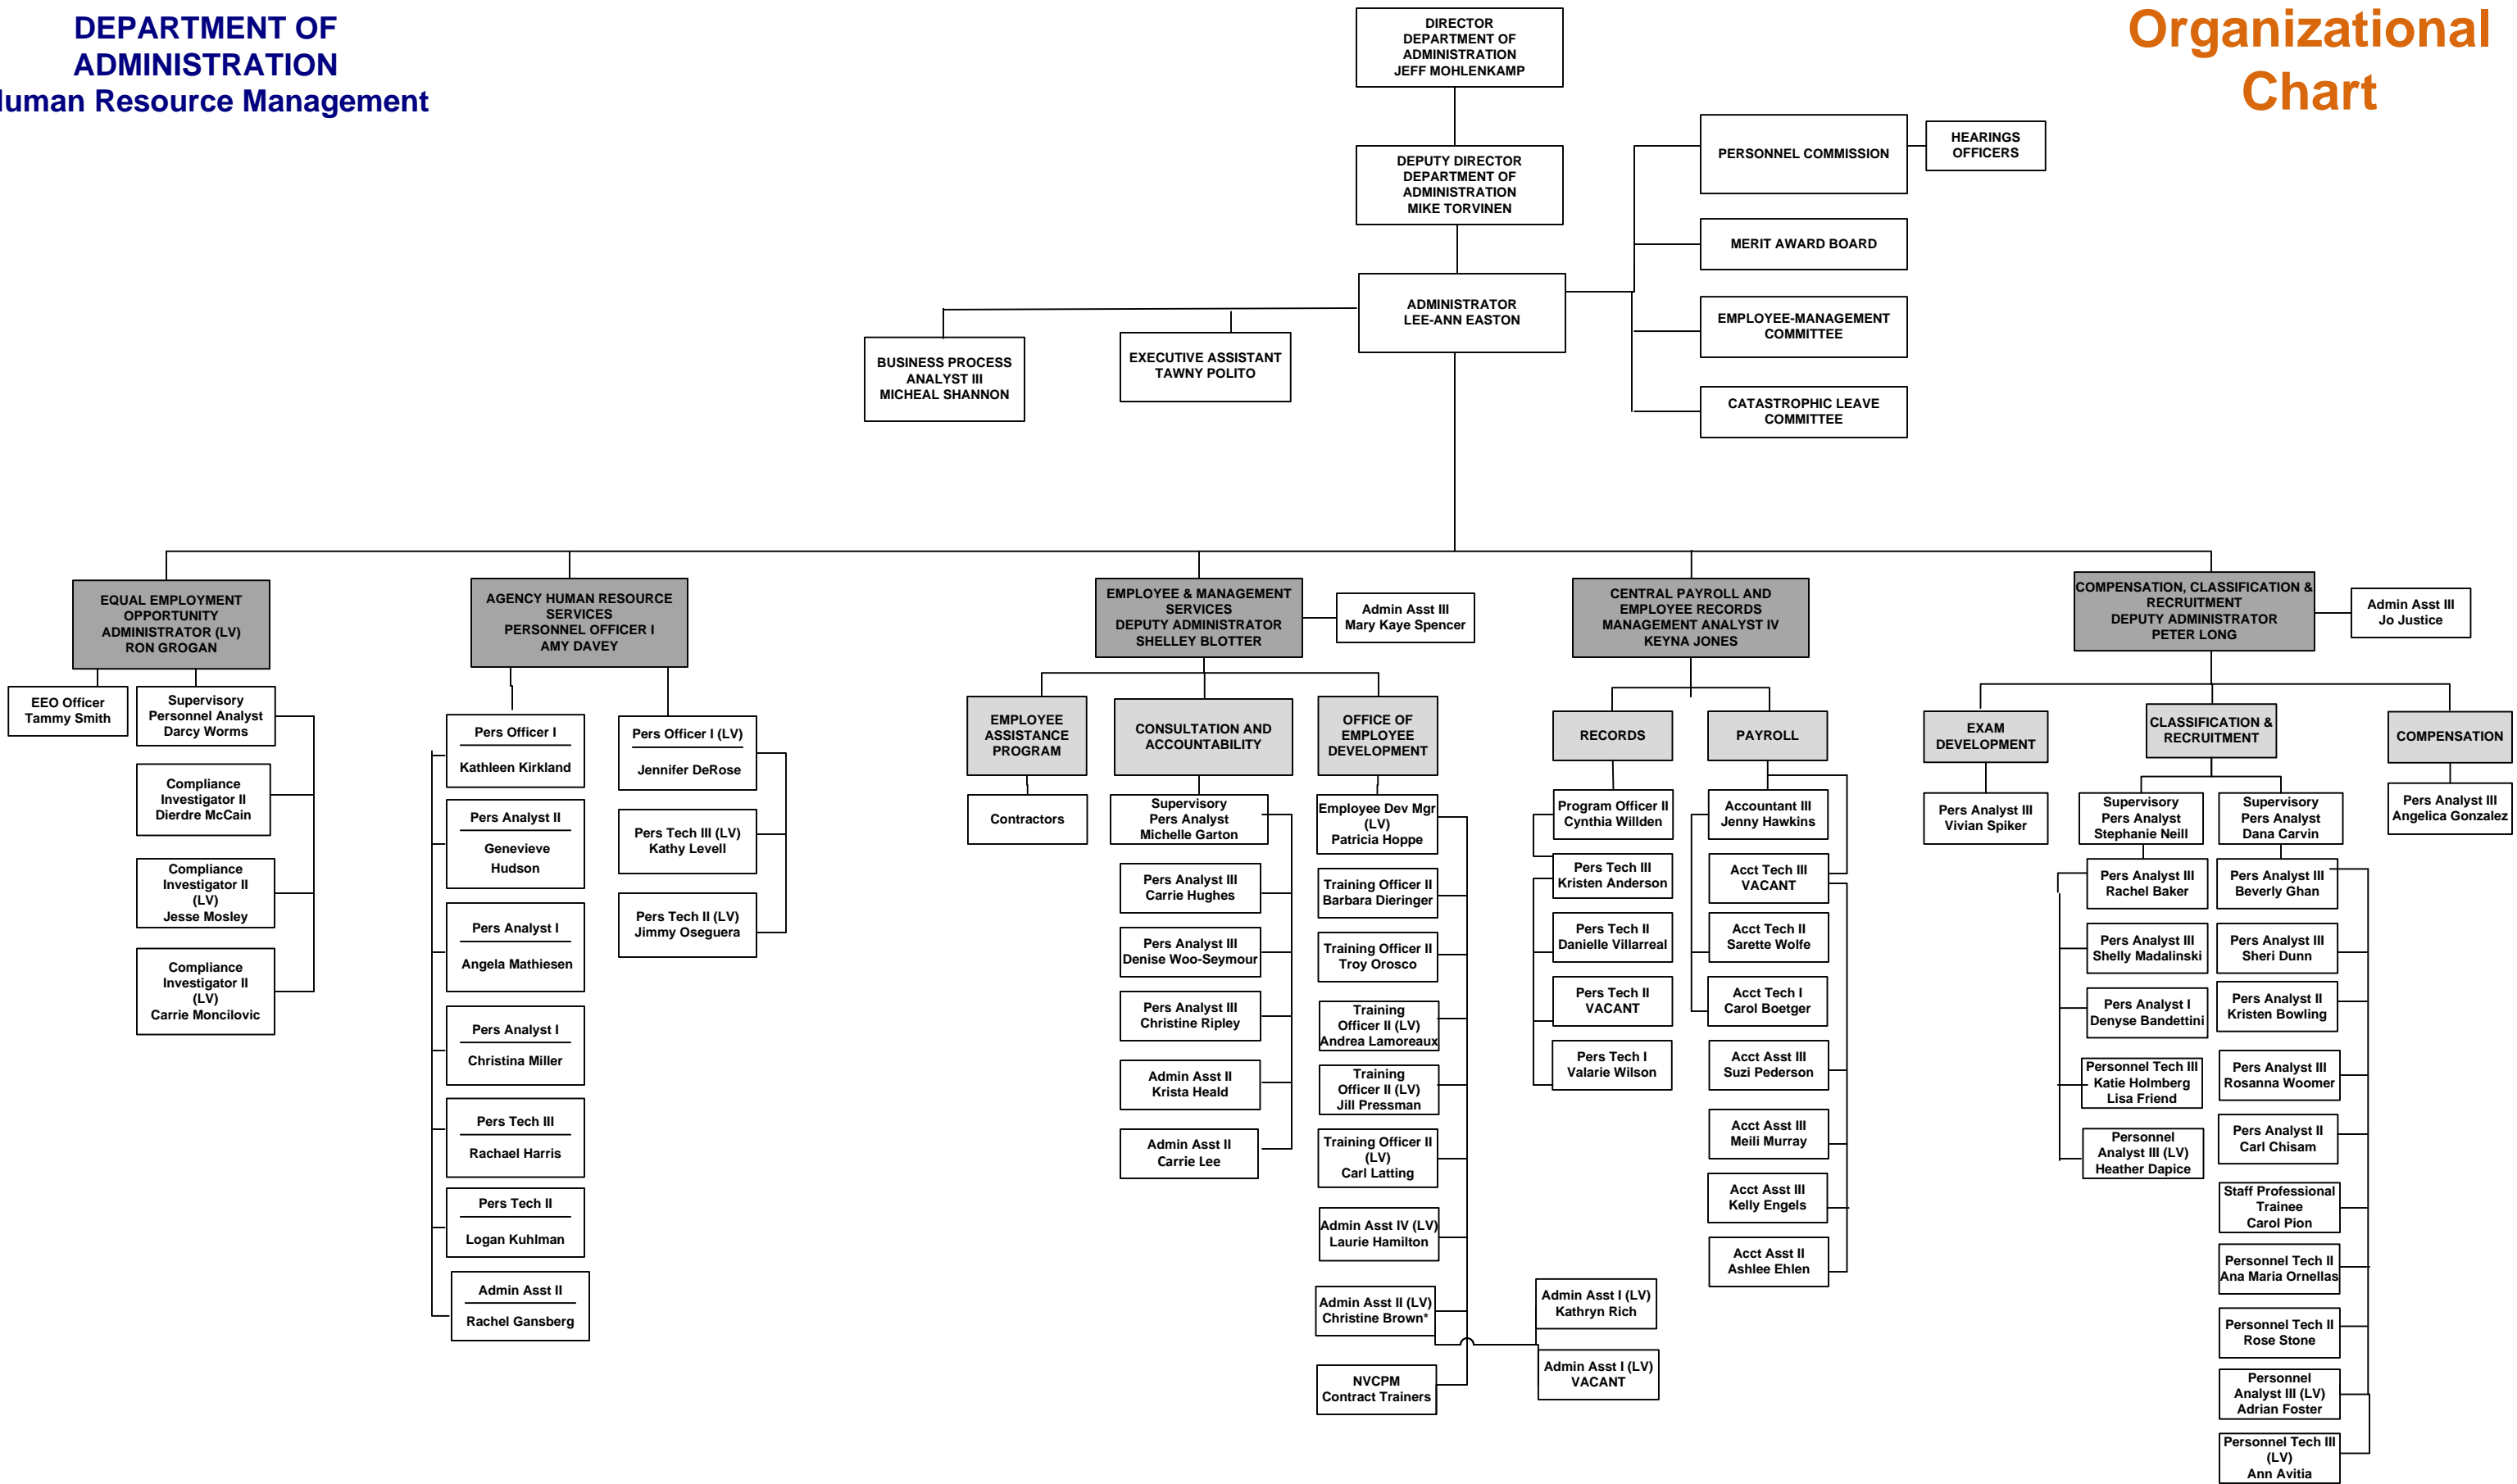 DEPARTMENT OF
ADMINISTRATION
Human Resource Management
Organizational
Chart
DIRECTOR
DEPARTMENT OF
ADMINISTRATION
JEFF MOHLENKAMP
DEPUTY DIRECTOR
DEPARTMENT OF
ADMINISTRATION
MIKE TORVINEN
PERSONNEL COMMISSION
HEARINGS
OFFICERS
MERIT AWARD BOARD
ADMINISTRATOR
LEE-ANN EASTON
EMPLOYEE-MANAGEMENT
COMMITTEE
CATASTROPHIC LEAVE
COMMITTEE
BUSINESS PROCESS
ANALYST III
MICHEAL SHANNON
EXECUTIVE ASSISTANT
TAWNY POLITO
EQUAL EMPLOYMENT
OPPORTUNITY
ADMINISTRATOR (LV)
RON GROGAN
EEO Officer
Tammy Smith
Supervisory
Personnel Analyst
Darcy Worms
Compliance
Investigator II
Dierdre McCain
Compliance
Investigator II
(LV)
Jesse Mosley
Compliance
Investigator II
(LV)
Carrie Moncilovic
AGENCY HUMAN RESOURCE
SERVICES
PERSONNEL OFFICER I
AMY DAVEY
Pers Officer I
Kathleen Kirkland
Pers Analyst II
Genevieve
Hudson
Pers Analyst I
Angela Mathiesen
Pers Analyst I
Christina Miller
Pers Tech III
Rachael Harris
Pers Tech II
Logan Kuhlman
Admin Asst II
Rachel Gansberg
Pers Officer I (LV)
Jennifer DeRose
Pers Tech III (LV)
Kathy Levell
Pers Tech II (LV)
Jimmy Oseguera
EMPLOYEE & MANAGEMENT
SERVICES
DEPUTY ADMINISTRATOR
SHELLEY BLOTTER
Admin Asst III
Mary Kaye Spencer
EMPLOYEE
ASSISTANCE
PROGRAM
Contractors
CONSULTATION AND
ACCOUNTABILITY
Supervisory
Pers Analyst
Michelle Garton
Pers Analyst III
Carrie Hughes
Pers Analyst III
Denise Woo-Seymour
Pers Analyst III
Christine Ripley
Admin Asst II
Krista Heald
Admin Asst II
Carrie Lee
OFFICE OF
EMPLOYEE
DEVELOPMENT
Employee Dev Mgr
(LV)
Patricia Hoppe
Training Officer II
Barbara Dieringer
Training Officer II
Troy Orosco
Training
Officer II (LV)
Andrea Lamoreaux
Training
Officer II (LV)
Jill Pressman
Training Officer II
(LV)
Carl Latting
Admin Asst IV (LV)
Laurie Hamilton
Admin Asst II (LV)
Christine Brown*
NVCPM
Contract Trainers
Admin Asst I (LV)
Kathryn Rich
Admin Asst I (LV)
VACANT
CENTRAL PAYROLL AND
EMPLOYEE RECORDS
MANAGEMENT ANALYST IV
KEYNA JONES
RECORDS
Program Officer II
Cynthia Willden
Pers Tech III
Kristen Anderson
Pers Tech II
Danielle Villarreal
Pers Tech II
VACANT
Pers Tech I
Valarie Wilson
PAYROLL
Accountant III
Jenny Hawkins
Acct Tech III
VACANT
Acct Tech II
Sarette Wolfe
Acct Tech I
Carol Boetger
Acct Asst III
Suzi Pederson
Acct Asst III
Meili Murray
Acct Asst III
Kelly Engels
Acct Asst II
Ashlee Ehlen
COMPENSATION, CLASSIFICATION &
RECRUITMENT
DEPUTY ADMINISTRATOR
PETER LONG
Admin Asst III
Jo Justice
EXAM
DEVELOPMENT
Pers Analyst III
Vivian Spiker
CLASSIFICATION &
RECRUITMENT
Supervisory
Pers Analyst
Stephanie Neill
Pers Analyst III
Rachel Baker
Pers Analyst III
Shelly Madalinski
Pers Analyst I
Denyse Bandettini
Personnel Tech III
Katie Holmberg
Lisa Friend
Personnel
Analyst III (LV)
Heather Dapice
Supervisory
Pers Analyst
Dana Carvin
Pers Analyst III
Beverly Ghan
Pers Analyst III
Sheri Dunn
Pers Analyst II
Kristen Bowling
Pers Analyst III
Rosanna Woomer
Pers Analyst II
Carl Chisam
Staff Professional
Trainee
Carol Pion
Personnel Tech II
Ana Maria Ornellas
Personnel Tech II
Rose Stone
Personnel
Analyst III (LV)
Adrian Foster
Personnel Tech III
(LV)
Ann Avitia
COMPENSATION
Pers Analyst III
Angelica Gonzalez